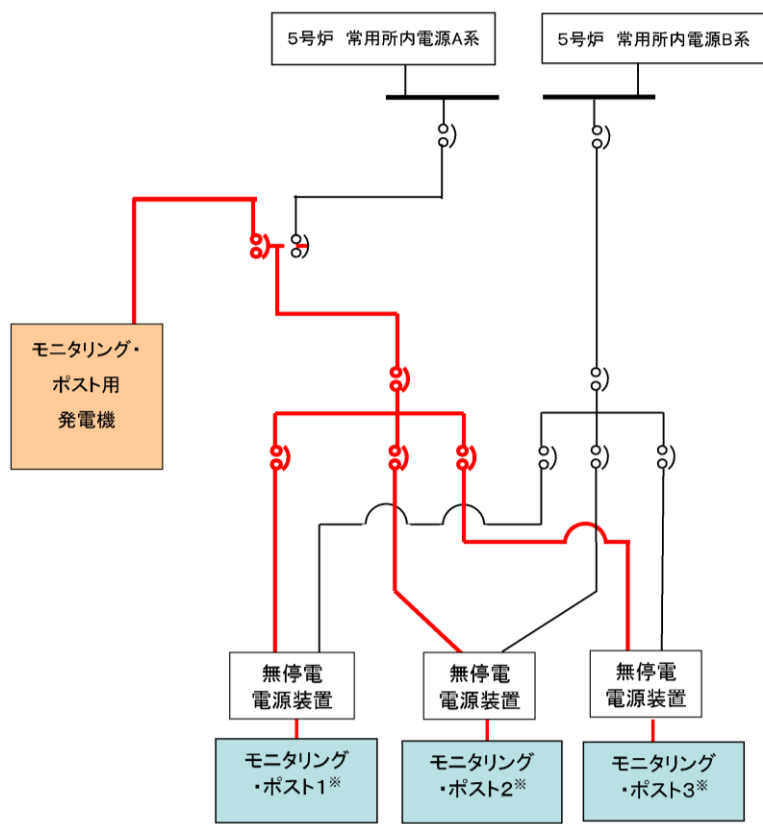 5号炉 常用所内電源A系
5号炉 常用所内電源B系
モニタリング・
ポスト用
発電機
無停電
電源装置
無停電
電源装置
無停電
電源装置
モニタリング
・ポスト1※
モニタリング
・ポスト2※
モニタリング
・ポスト3※